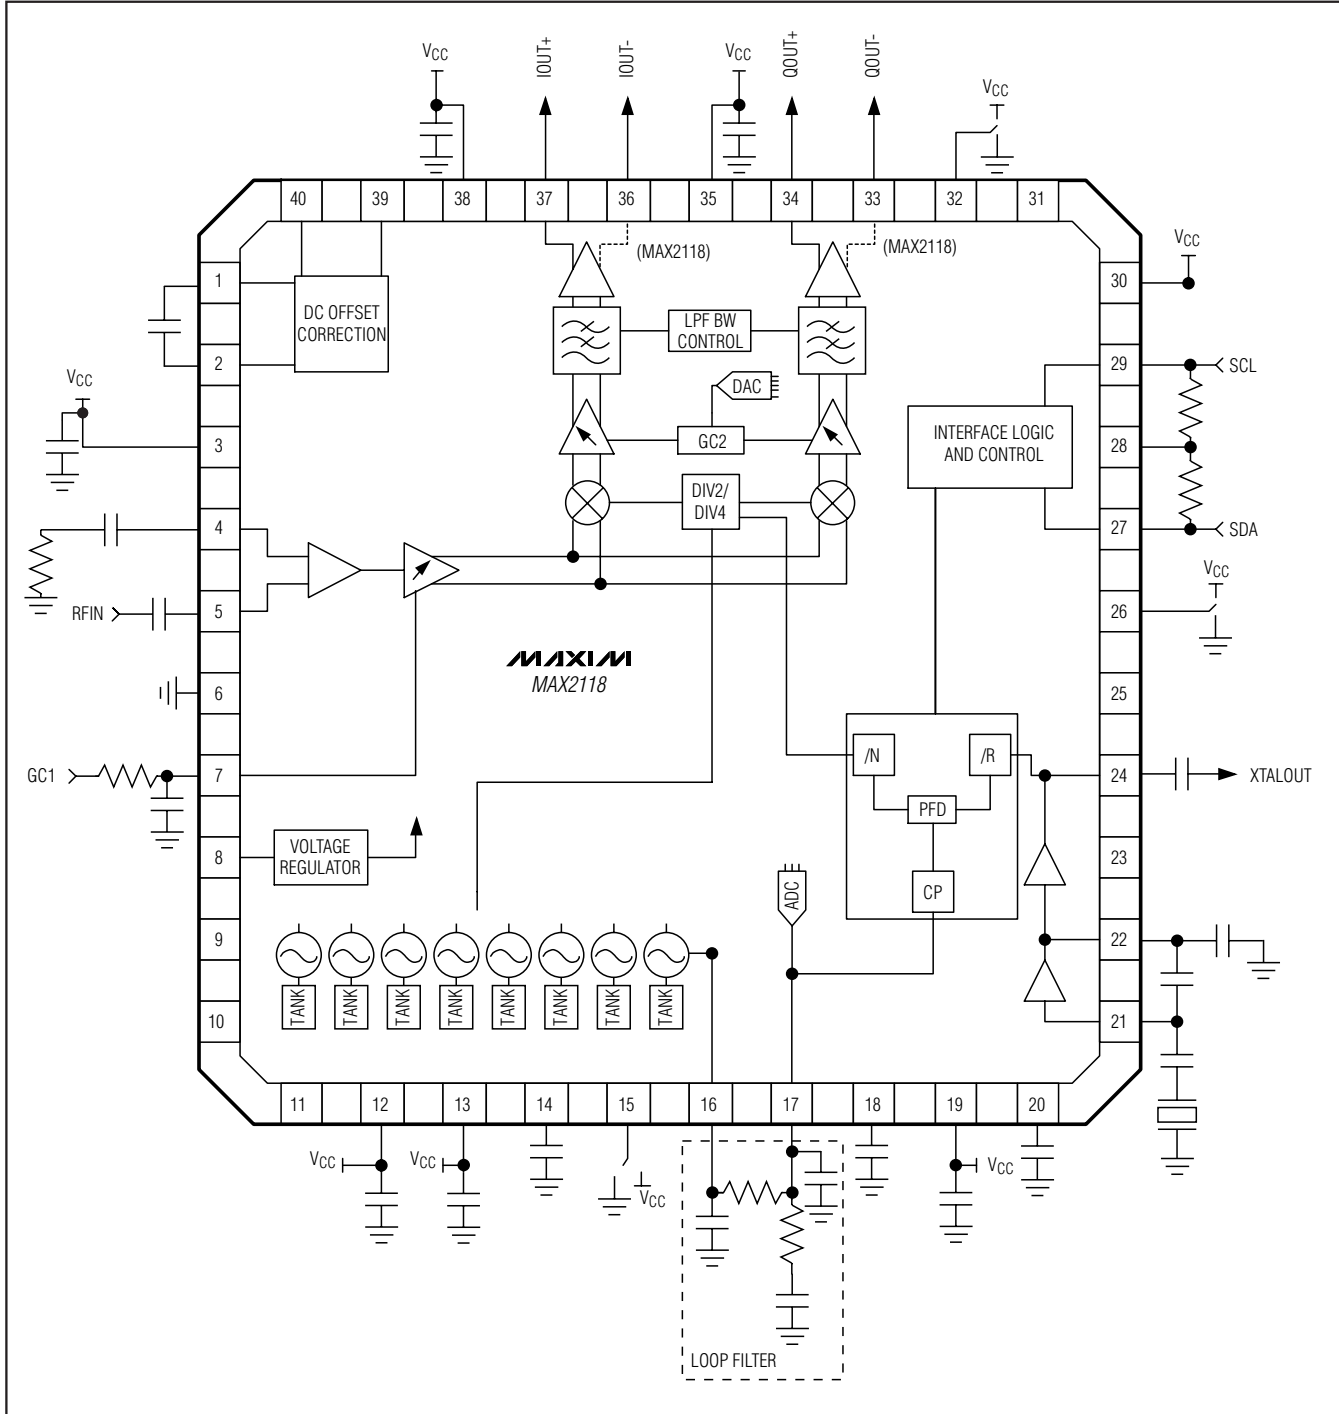 VCC
IOUT+
IOUT-
VCC
QOUT+
QOUT-
VCC
40
39
38
37
36
35
34
33
32
31
(MAX2118)
(MAX2118)
1
DC OFFSET
CORRECTION
LPF BW
CONTROL
30
VCC
2
VCC
DAC
29
SCL
3
GC2
INTERFACE LOGIC
AND CONTROL
28
DIV2/
DIV4
4
27
SDA
RFIN
5
VCC
26
MAXIM
MAX2118
6
25
/N
/R
GC1
7
24
XTALOUT
PFD
8
VOLTAGE
REGULATOR
23
ADC
CP
9
22
TANK
TANK
TANK
TANK
TANK
TANK
TANK
TANK
10
21
11
12
13
14
15
16
17
18
19
20
VCC
VCC
VCC
VCC
LOOP FILTER